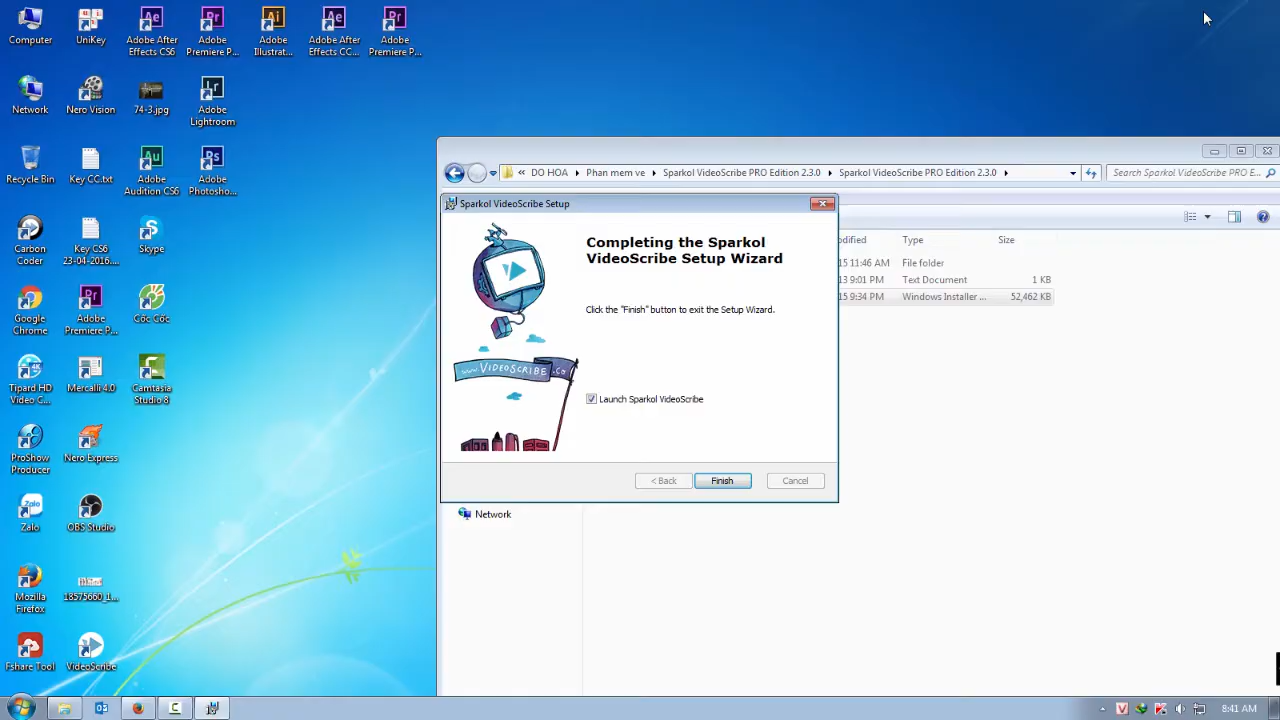 Computer
UniKey
Adobe After
Effects CS6
Adobe
Premiere P...
Adobe
Illustrat...
Adobe After
Effects CC...
Adobe
Premiere P...
Network
Nero Vision
74-3.jpg
Adobe
Lightroom
Recycle Bin
Key CC.txt
Adobe
Audition CS6
Adobe
Photosho...
Carbon
Coder
Key CS6
23-04-2016....
Skype
Google
Chrome
Adobe
Premiere P...
Cốc Cốc
Tipard HD
Video C...
Mercalli 4.0
Camtasia
Studio 8
ProShow
Producer
Nero Express
Zalo
OBS Studio
Mozilla
Firefox
18575660_1...
Fshare Tool
VideoScribe
« DO HOA
Phan mem ve
Sparkol VideoScribe PRO Edition 2.3.0
Sparkol VideoScribe PRO Edition 2.3.0
Search Sparkol VideoScribe PRO E...
odified
Type
Size
15 11:46 AM
File folder
13 9:01 PM
Text Document
1 KB
15 9:34 PM
Windows Installer ...
52,462 KB
Sparkol VideoScribe Setup
Completing the Sparkol
VideoScribe Setup Wizard
Click the "Finish" button to exit the Setup Wizard.
www.VIDEOSCRIBE.co
Launch Sparkol VideoScribe
< Back
Finish
Cancel
Network
8:41 AM